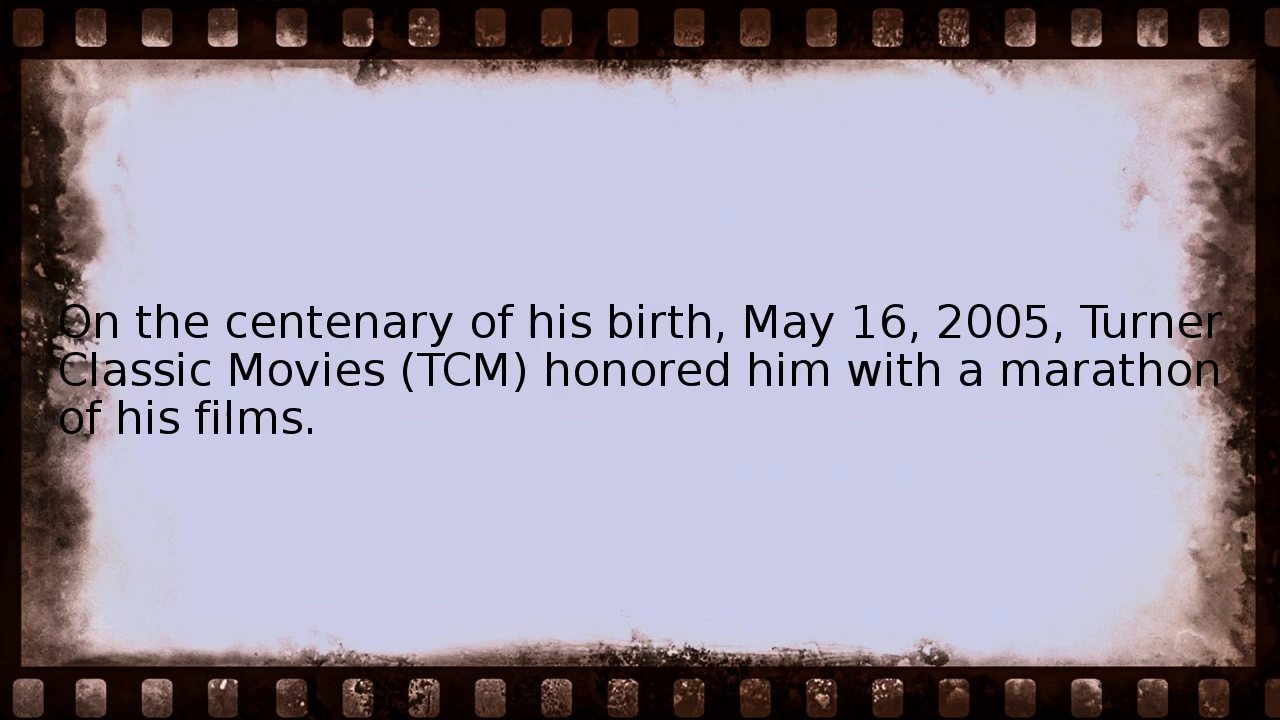 On the centenary of his birth, May 16, 2005, Turner
Classic Movies (TCM) honored him with a marathon
of his films.